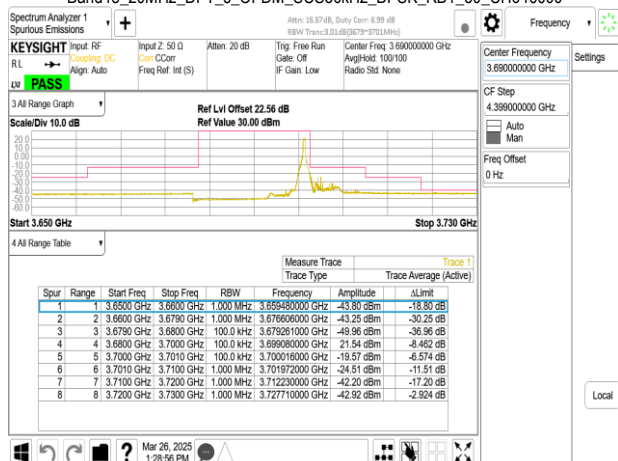 Spectrum Analyzer 1
Spurious Emissions
Attn: 15.57dB, Duty Corr: 6.99 dB
RBW Trans:3.01dB(3679~3701MHz)
Frequency
KEYSIGHT
Input: RF
Coupling: DC
Align: Auto
Input Z: 50 Ω
Corr CCorr
Freq Ref: Int (S)
Atten: 20 dB
Trig: Free Run
Gate: Off
IF Gain: Low
Center Freq: 3.690000000 GHz
Avg|Hold: 100/100
Radio Std: None
RL
LXI PASS
Center Frequency
3.690000000 GHz
Settings
CF Step
4.399000000 GHz
Auto
Man
Freq Offset
0 Hz
Local
3 All Range Graph
Scale/Div 10.0 dB
Ref Lvl Offset 22.56 dB
Ref Value 30.00 dBm
20.0
10.0
0.00
-10.0
-20.0
-30.0
-40.0
-50.0
-60.0
Start 3.650 GHz
Stop 3.730 GHz
4 All Range Table
Measure Trace Trace 1
Trace Type Trace Average (Active)
Spur Range Start Freq Stop Freq RBW Frequency Amplitude ΔLimit
1 1 3.6500 GHz 3.6600 GHz 1.000 MHz 3.659480000 GHz -43.80 dBm -18.80 dB
2 2 3.6600 GHz 3.6790 GHz 1.000 MHz 3.676606000 GHz -43.25 dBm -30.25 dB
3 3 3.6790 GHz 3.6800 GHz 100.0 kHz 3.679261000 GHz -49.96 dBm -36.96 dB
4 4 3.6800 GHz 3.7000 GHz 100.0 kHz 3.699080000 GHz 21.54 dBm -8.462 dB
5 5 3.7000 GHz 3.7010 GHz 100.0 kHz 3.700016000 GHz -19.57 dBm -6.574 dB
6 6 3.7010 GHz 3.7100 GHz 1.000 MHz 3.701972000 GHz -24.51 dBm -11.51 dB
7 7 3.7100 GHz 3.7200 GHz 1.000 MHz 3.712230000 GHz -42.20 dBm -17.20 dB
8 8 3.7200 GHz 3.7300 GHz 1.000 MHz 3.727710000 GHz -42.92 dBm -2.924 dB
Mar 26, 2025
1:28:56 PM